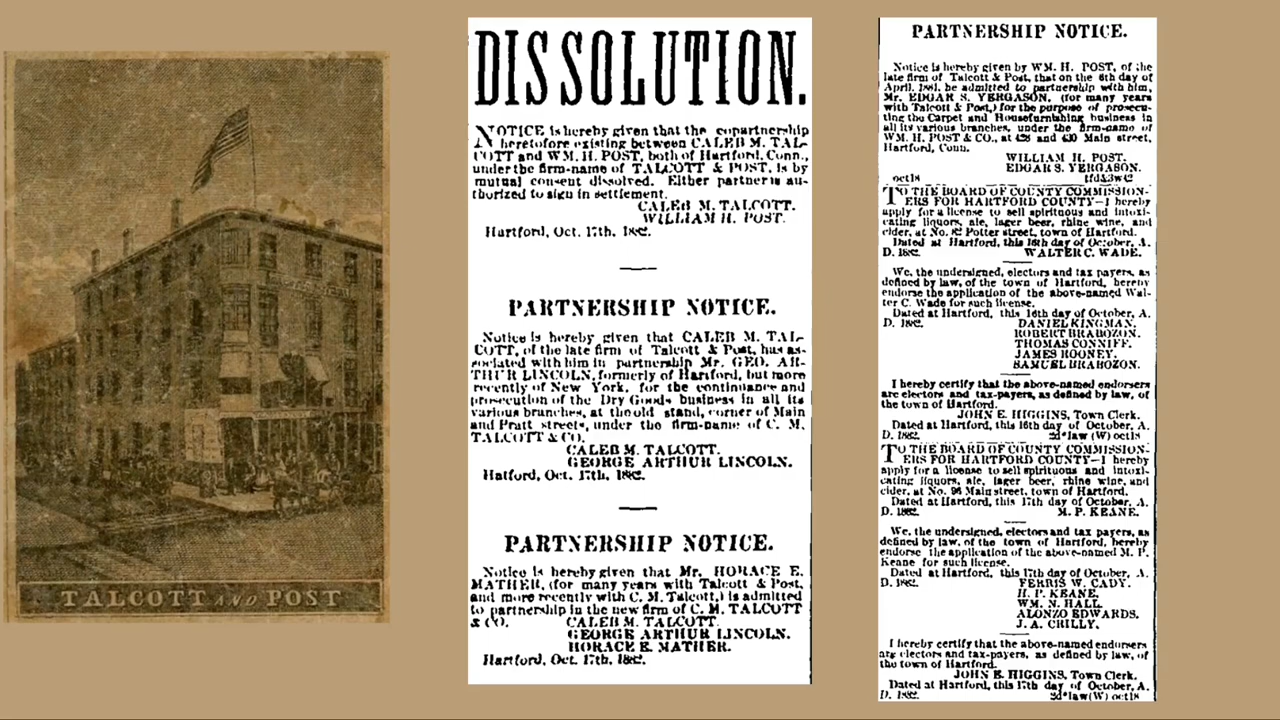 TALCOTT AND POST
DISSOLUTION.
NOTICE is hereby given that the copartnership
heretofore existing between CALEB M. TAL-
COTT and WM. H. POST, both of Hartford, Conn.,
under the firm-name of TALCOTT & POST, is by
mutual consent dissolved. Either partner is au-
thorized to sign in settlement.
CALEB M. TALCOTT.
WILLIAM H. POST.
Hartford, Oct. 17th, 1882.
PARTNERSHIP NOTICE.
Notice is hereby given that CALEB M. TAL-
COTT, of the late firm of Talcott & Post, has as-
sociated with him in partnership Mr. GEO. AR-
THUR LINCOLN, formerly of Hartford, but more
recently of New York, for the continuance and
prosecution of the Dry Goods business in all its
various branches, at the old stand, corner of Main
and Pratt streets, under the firm-name of C. M.
TALCOTT & CO.
CALEB M. TALCOTT.
GEORGE ARTHUR LINCOLN.
Hatford, Oct. 17th, 1882.
PARTNERSHIP NOTICE.
Notice is hereby given that Mr. HORACE E.
MATHER, (for many years with Talcott & Post,
and more recently with C. M. Talcott,) is admitted
to partnership in the new firm of C. M. TALCOTT
& CO. CALEB M. TALCOTT.
GEORGE ARTHUR LINCOLN.
HORACE E. MATHER.
Hartford, Oct. 17th, 1882.
PARTNERSHIP NOTICE.
Notice is hereby given by WM. H. POST, of the
late firm of Talcott & Post, that on the 6th day of
April, 1881, he admitted to partnership with him,
Mr. EDGAR S. YERGASON, (for many years
with Talcott & Post,) for the purpose of prosecu-
ting the Carpet and Housefurnishing business in
all its various branches, under the firm-name of
WM. H. POST & CO., at 428 and 430 Main street,
Hartford, Conn.
WILLIAM H. POST.
EDGAR S. YERGASON.
oct18 tfd&3w42
TO THE BOARD OF COUNTY COMMISSION-
ERS FOR HARTFORD COUNTY—I hereby
apply for a license to sell spirituous and intoxi-
cating liquors, ale, lager beer, rhine wine, and
cider, at No. 82 Potter street, town of Hartford.
Dated at Hartford, this 16th day of October, A.
D. 1882. WALTER C. WADE.
We, the undersigned, electors and tax payers, as
defined by law, of the town of Hartford, hereby
endorse the application of the above-named Wal-
ter C. Wade for such license.
Dated at Hartford, this 16th day of October, A.
D. 1882. DANIEL KINGMAN.
ROBERT BRABOZON.
THOMAS CONNIFF.
JAMES ROONEY.
SAMUEL BRABOZON.
I hereby certify that the above-named endorsers
are electors and tax-payers, as defined by law, of
the town of Hartford.
JOHN E. HIGGINS, Town Clerk.
Dated at Hartford, this 16th day of October, A.
D. 1882. 2d*law (W) oct18
TO THE BOARD OF COUNTY COMMISSION-
ERS FOR HARTFORD COUNTY—I hereby
apply for a license to sell spirituous and intoxi-
cating liquors, ale, lager beer, rhine wine, and
cider, at No. 96 Main street, town of Hartford.
Dated at Hartford, this 17th day of October, A.
D. 1882. M. P. KEANE.
We, the undersigned, electors and tax payers, as
defined by law, of the town of Hartford, hereby
endorse the application of the above-named M. P.
Keane for such license.
Dated at Hartford, this 17th day of October, A.
D. 1882. FERRIS W. CADY.
H. P. KEANE.
WM. N. HALL.
ALONZO EDWARDS.
J. A. CRILLY.
I hereby certify that the above-named endorsers
are electors and tax-payers, as defined by law, of
the town of Hartford.
JOHN E. HIGGINS, Town Clerk.
Dated at Hartford, this 17th day of October, A.
D. 1882. 2d*law (W) oct18